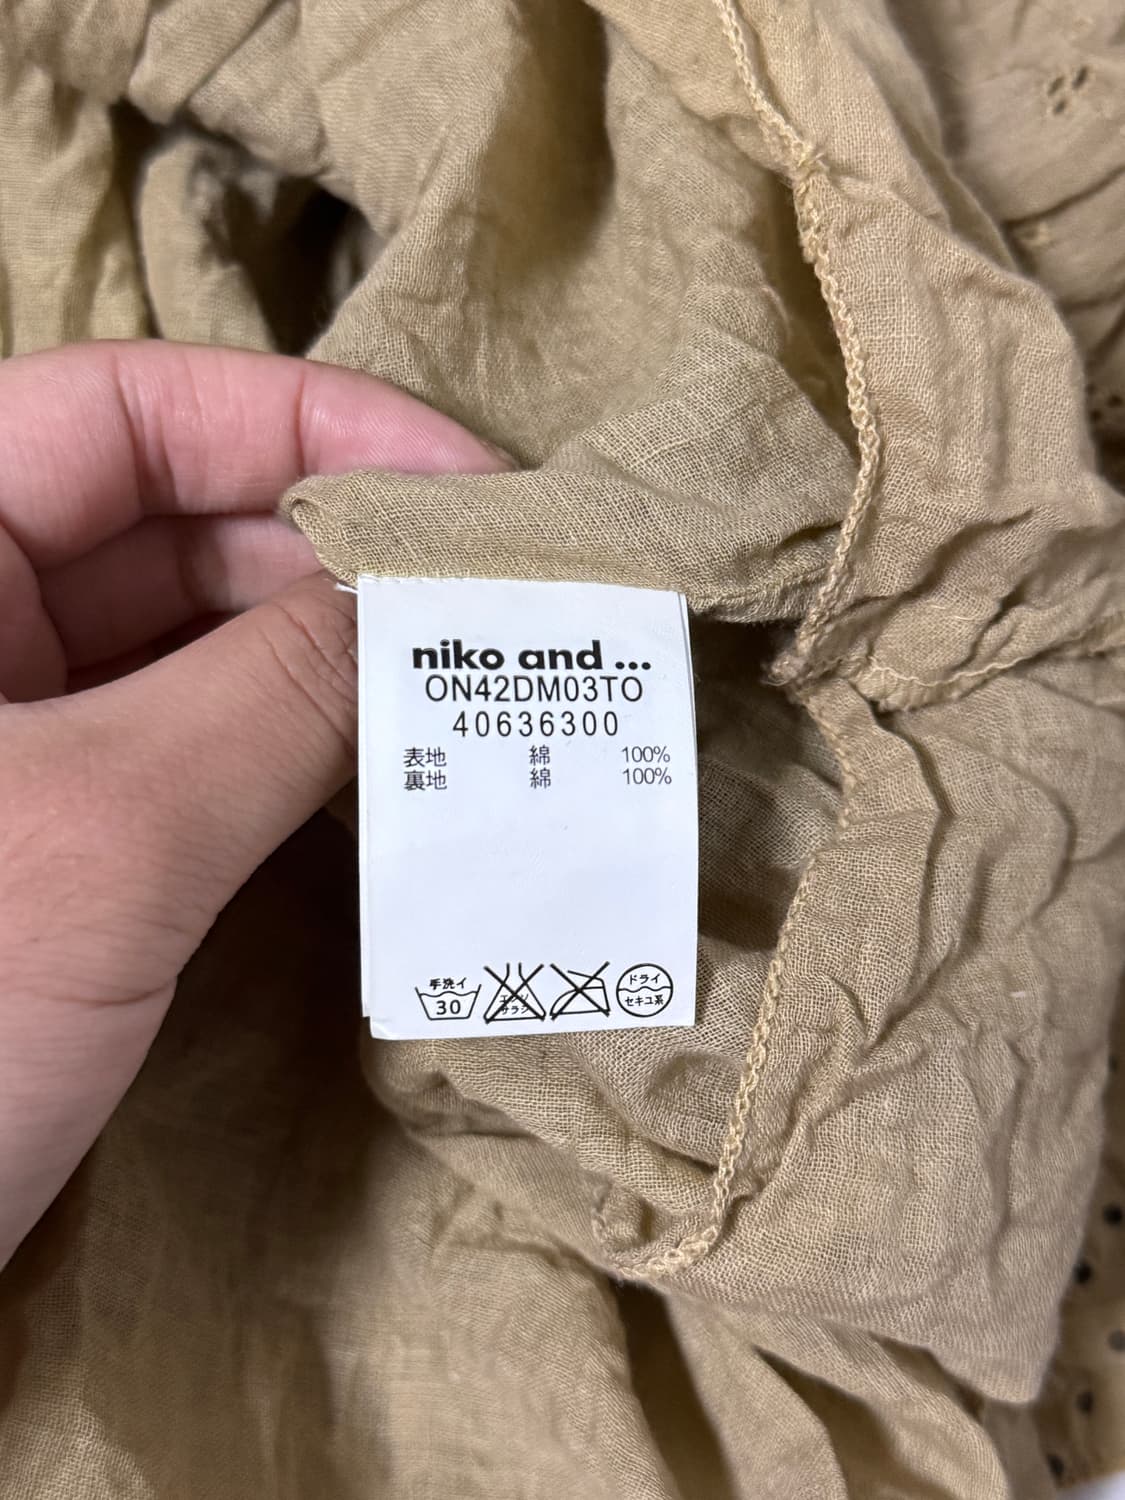 niko and ...
ON42DM03TO
40636300
表地 綿 100%
裏地 綿 100%
手洗イ
30
エンソ
サラシ
ドライ
セキユ系